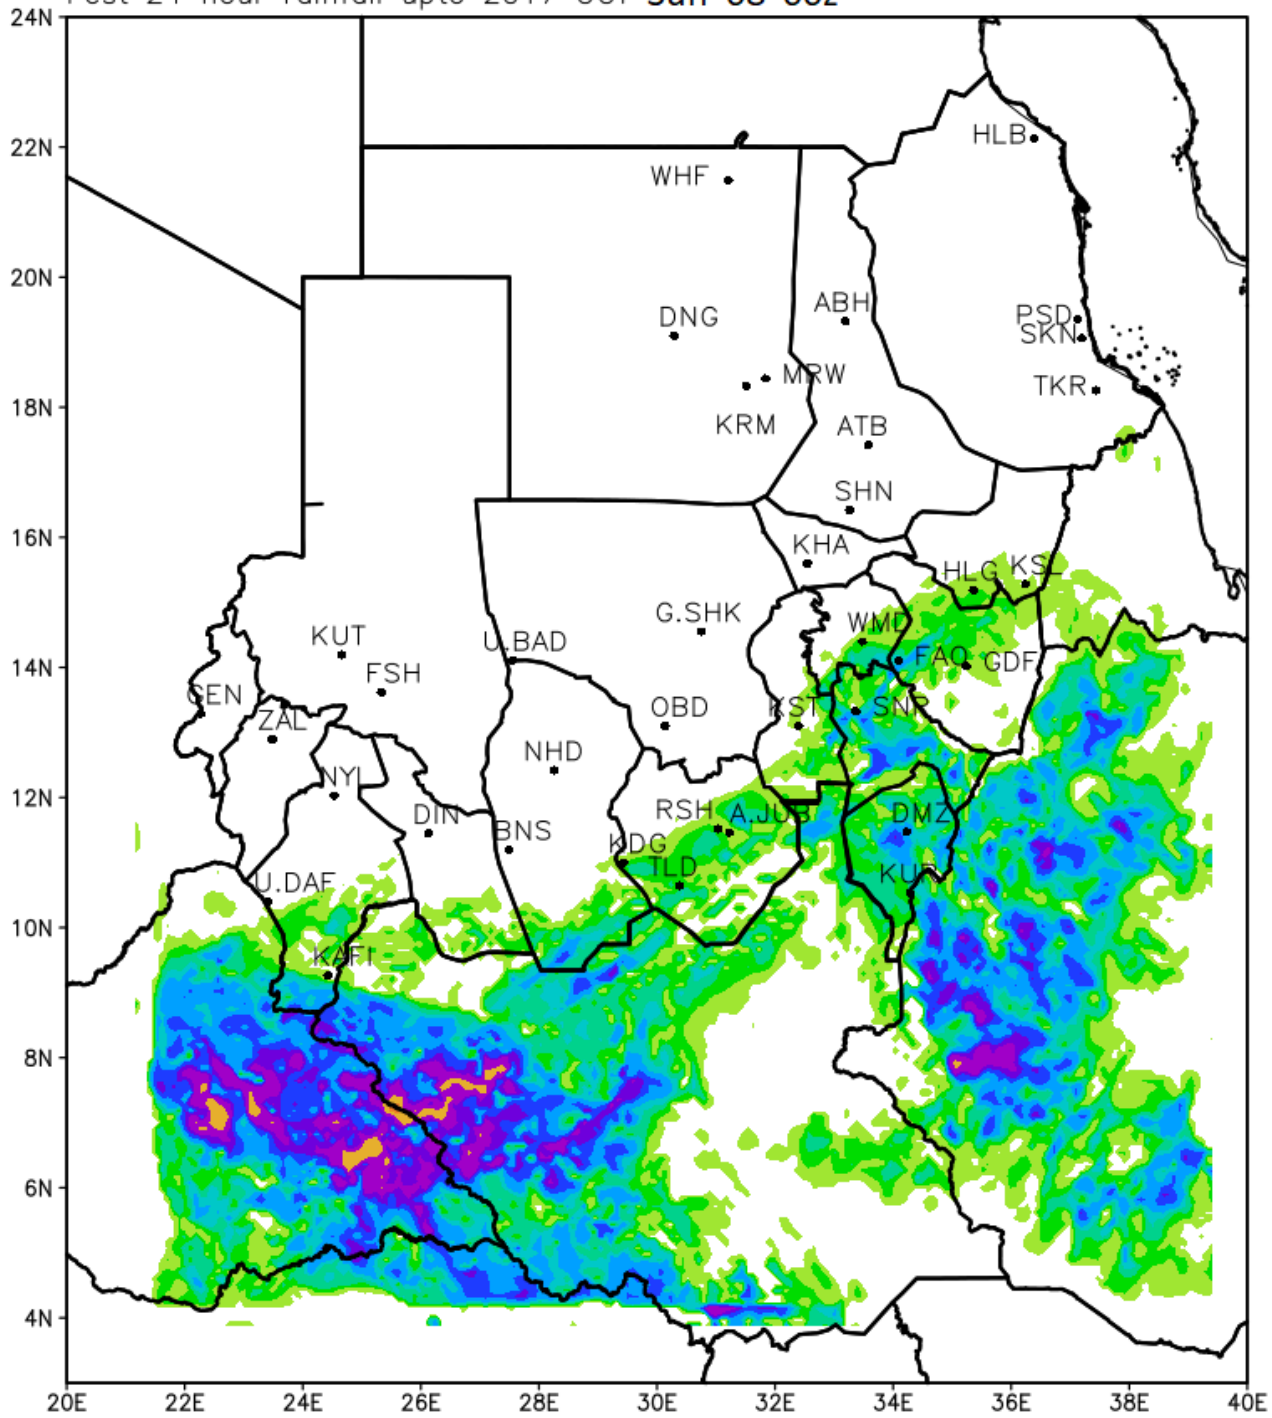 24N
22N
20N
18N
16N
14N
12N
10N
8N
6N
4N
HLB
WHF
ABH
DNG
PSD
SKN
MRW
TKR
KRM
ATB
SHN
KHA
HLG
KSL
G.SHK
WMD
KUT
U.BAD
FAO
GDF
FSH
GEN
OBD
KST
SNR
ZAL
NHD
NYL
RSH
A.JUB
DMZ
DIN
BNS
KDG
TLD
KUR
U.DAF
KAFI
20E 22E 24E 26E 28E 30E 32E 34E 36E 38E 40E